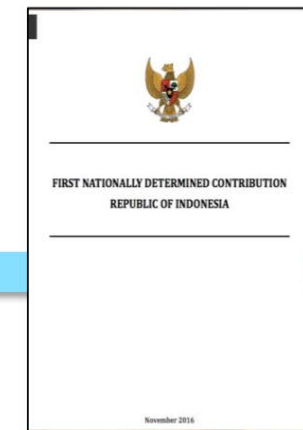 FIRST NATIONALLY DETERMINED CONTRIBUTION
REPUBLIC OF INDONESIA
November 2016